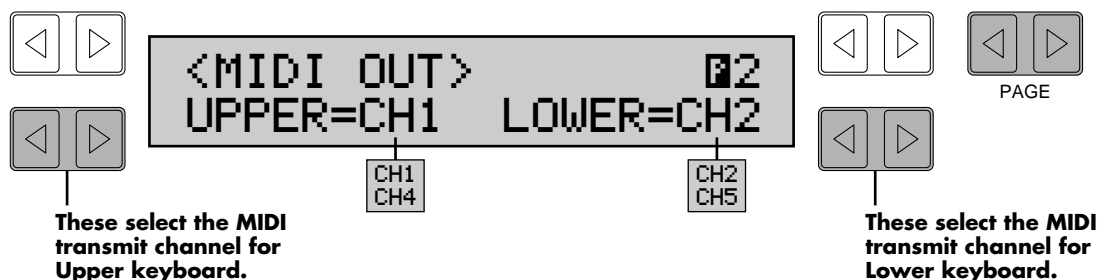 <MIDI OUT> P2
UPPER=CH1 LOWER=CH2
PAGE
CH1
CH4
CH2
CH5
These select the MIDI
transmit channel for
Upper keyboard.
These select the MIDI
transmit channel for
Lower keyboard.